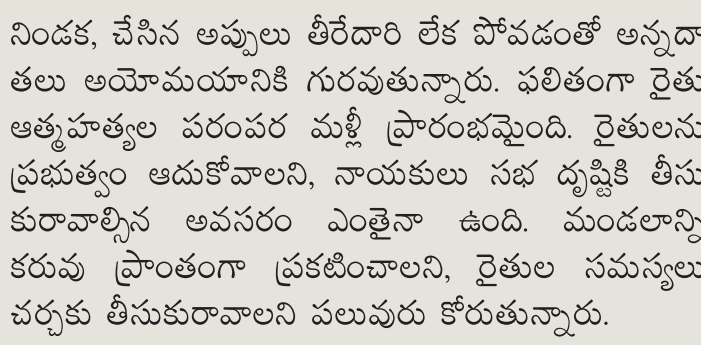 నిండక, చేసిన అప్పులు తీరేదారి లేక పోవడంతో అన్నదా
తలు అయోమయానికి గురవుతున్నారు. ఫలితంగా రైతు
ఆత్మహత్యల పరంపర మళ్లీ ప్రారంభమైంది. రైతులను
ప్రభుత్వం ఆదుకోవాలని, నాయకులు సభ దృష్టికి తీసు
కురావాల్సిన అవసరం ఎంతైనా ఉంది. మండలాన్ని
కరువు ప్రాంతంగా ప్రకటించాలని, రైతుల సమస్యలు
చర్చకు తీసుకురావాలని పలువురు కోరుతున్నారు.